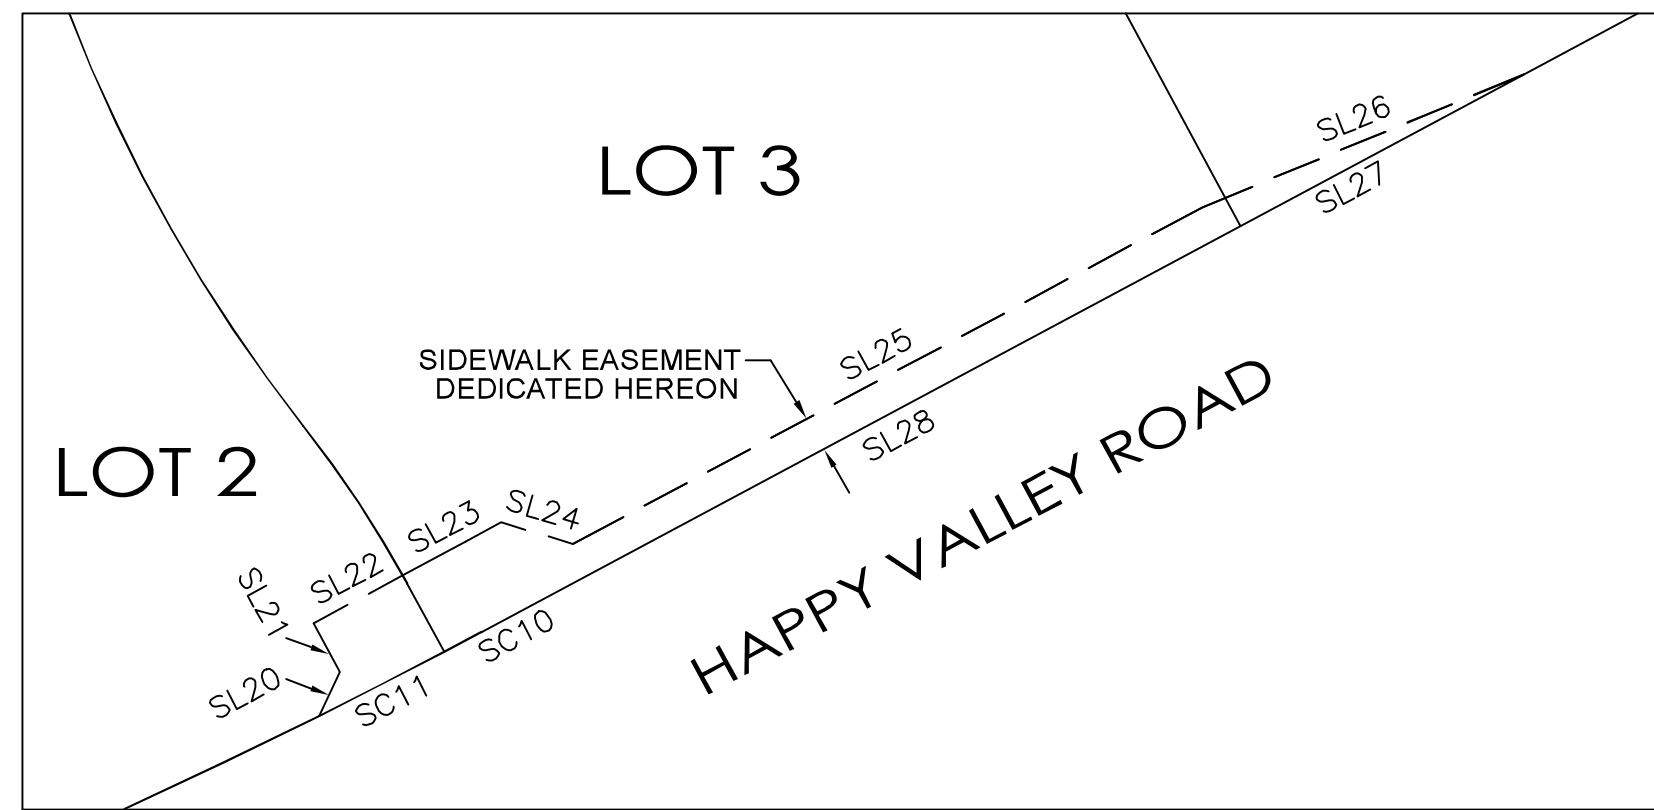 SL26
LOT 3
SL27
SL25
SIDEWALK EASEMENT
DEDICATED HEREON
SL28
HAPPY VALLEY ROAD
LOT 2
SL24
SL23
SL22
SL21
SC10
SL20
SC11